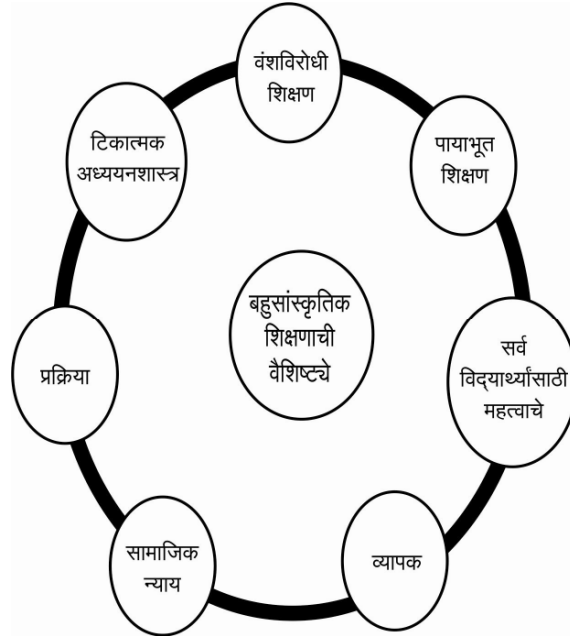 वंशविरोधी
शिक्षण
पायाभूत
शिक्षण
सर्व
विद्‌यार्थ्यांसाठी
महत्वाचे
व्यापक
सामाजिक
न्याय
प्रक्रिया
टिकात्मक
अध्ययनशास्त्र
बहुसांस्कृतिक
शिक्षणाची
वैशिष्ट्ये